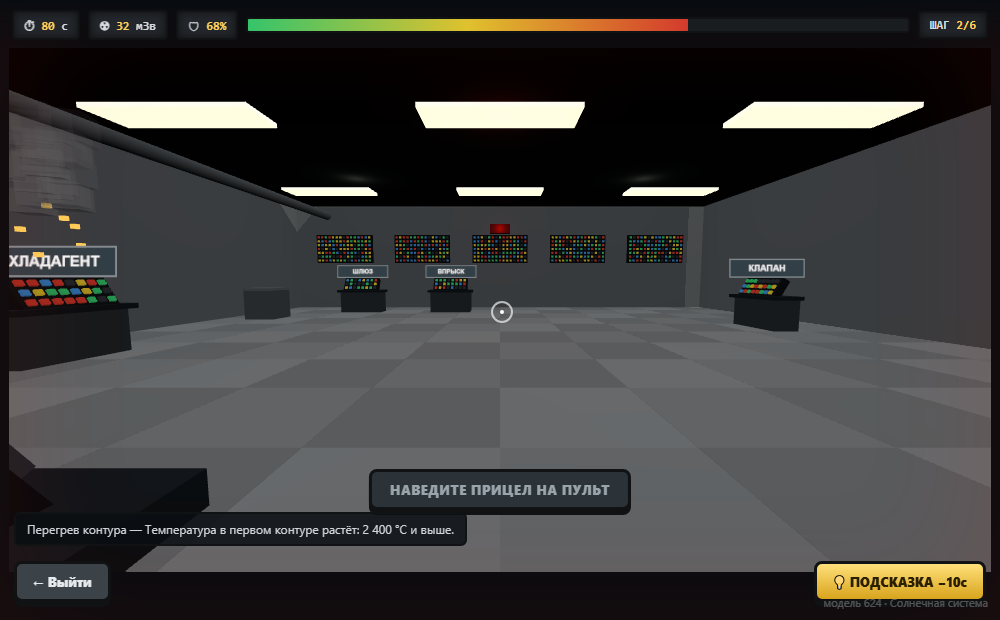 80 с
32 мЗв
68%
ШАГ 2/6
ХЛАДАГЕНТ
ШЛЮЗ
ВПРЫСК
КЛАПАН
НАВЕДИТЕ ПРИЦЕЛ НА ПУЛЬТ
Перегрев контура — Температура в первом контуре растёт: 2 400 °C и выше.
← Выйти
ПОДСКАЗКА −10с
модель 624 · Солнечная система